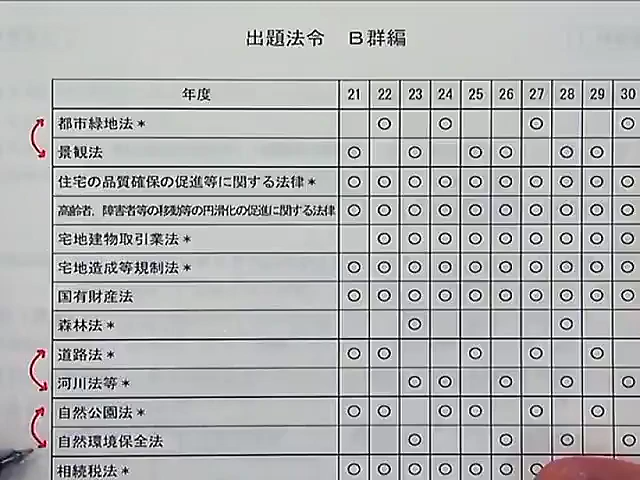 出題法令 B群編
年度 21 22 23 24 25 26 27 28 29 30
都市緑地法* ○ ○ ○ ○
景観法 ○ ○ ○ ○ ○ ○
住宅の品質確保の促進等に関する法律* ○ ○ ○ ○ ○ ○ ○ ○ ○ ○
高齢者、障害者等の移動等の円滑化の促進に関する法律 ○ ○ ○ ○ ○ ○ ○ ○ ○ ○
宅地建物取引業法* ○ ○ ○ ○ ○ ○ ○ ○ ○
宅地造成等規制法* ○ ○ ○ ○ ○ ○ ○ ○ ○ ○
国有財産法 ○ ○ ○ ○ ○ ○ ○ ○ ○ ○
森林法* ○ ○
道路法* ○ ○ ○ ○ ○
河川法等* ○ ○ ○ ○ ○
自然公園法* ○ ○ ○ ○ ○ ○
自然環境保全法 ○ ○ ○ ○
相続税法* ○ ○ ○ ○ ○ ○ ○